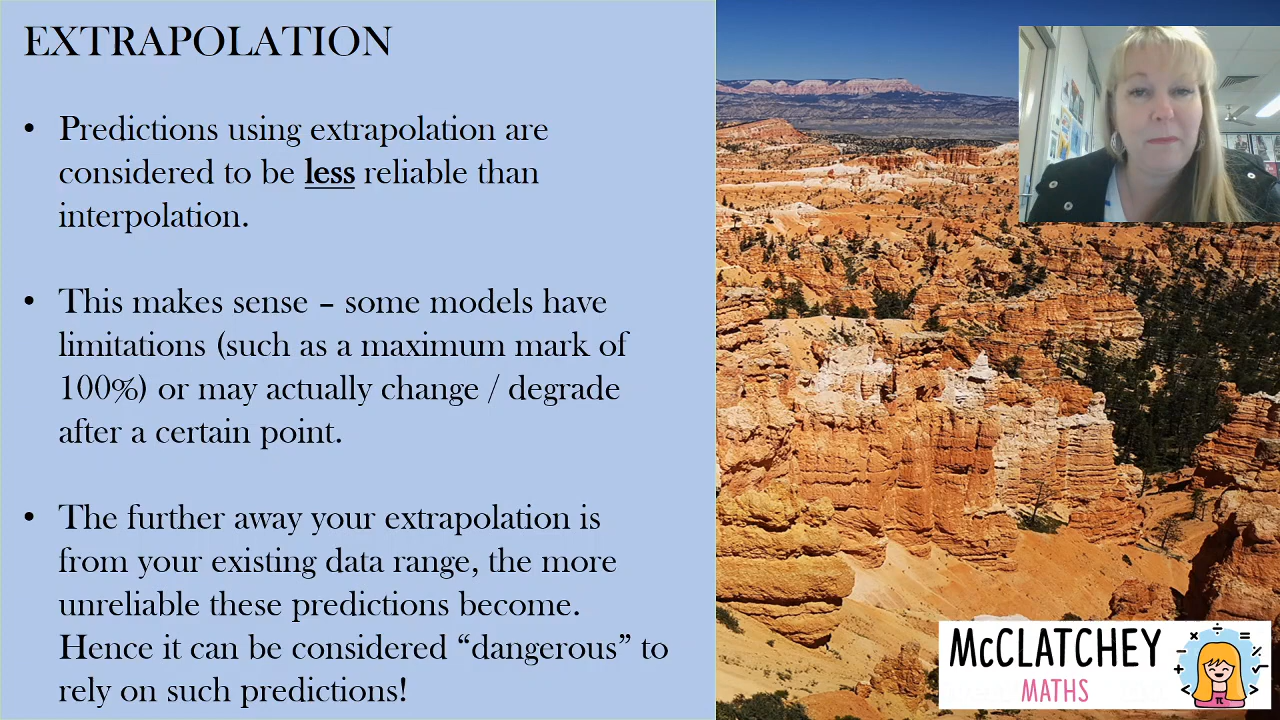 EXTRAPOLATION
• Predictions using extrapolation are
considered to be less reliable than
interpolation.
• This makes sense – some models have
limitations (such as a maximum mark of
100%) or may actually change / degrade
after a certain point.
• The further away your extrapolation is
from your existing data range, the more
unreliable these predictions become.
Hence it can be considered “dangerous” to
rely on such predictions!
McCLATCHEY
MATHS